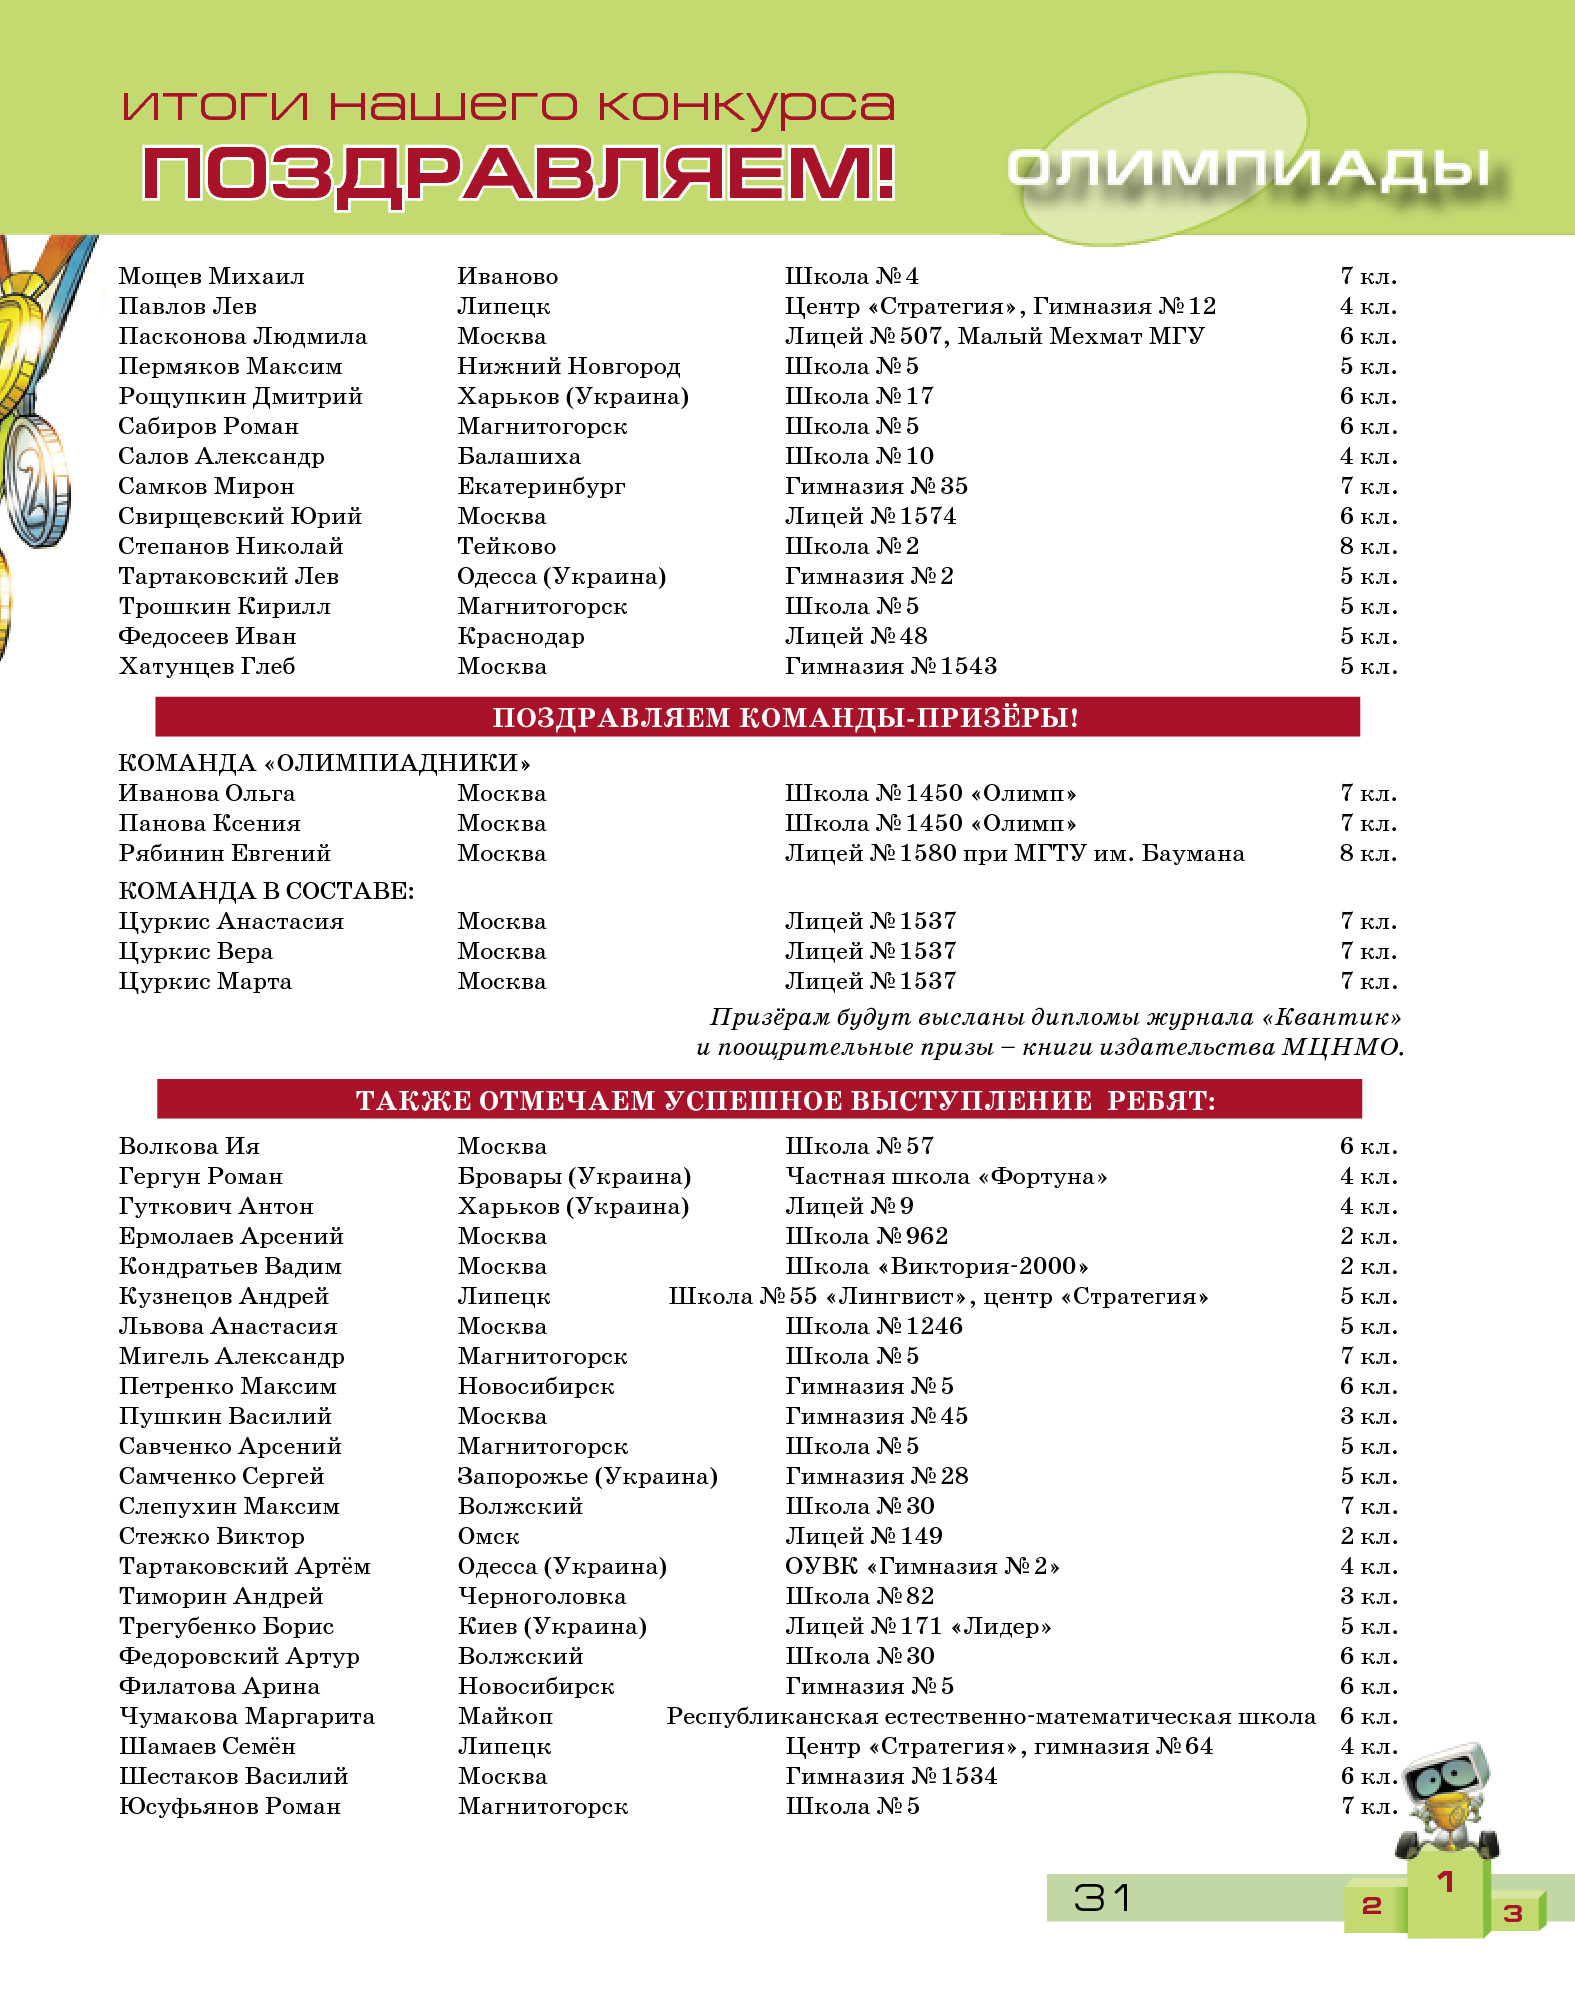 итоги нашего конкурса
ПОЗДРАВЛЯЕМ!
ОЛИМПИАДЫ
Мощев Михаил Иваново Школа № 4 7 кл.
Павлов Лев Липецк Центр «Стратегия», Гимназия № 12 4 кл.
Пасконова Людмила Москва Лицей № 507, Малый Мехмат МГУ 6 кл.
Пермяков Максим Нижний Новгород Школа № 5 5 кл.
Рощупкин Дмитрий Харьков (Украина) Школа № 17 6 кл.
Сабиров Роман Магнитогорск Школа № 5 6 кл.
Салов Александр Балашиха Школа № 10 4 кл.
Самков Мирон Екатеринбург Гимназия № 35 7 кл.
Свирщевский Юрий Москва Лицей № 1574 6 кл.
Степанов Николай Тейково Школа № 2 8 кл.
Тартаковский Лев Одесса (Украина) Гимназия № 2 5 кл.
Трошкин Кирилл Магнитогорск Школа № 5 5 кл.
Федосеев Иван Краснодар Лицей № 48 5 кл.
Хатунцев Глеб Москва Гимназия № 1543 5 кл.
ПОЗДРАВЛЯЕМ КОМАНДЫ-ПРИЗЁРЫ!
КОМАНДА «ОЛИМПИАДНИКИ»
Иванова Ольга Москва Школа № 1450 «Олимп» 7 кл.
Панова Ксения Москва Школа № 1450 «Олимп» 7 кл.
Рябинин Евгений Москва Лицей № 1580 при МГТУ им. Баумана 8 кл.
КОМАНДА В СОСТАВЕ:
Цуркис Анастасия Москва Лицей № 1537 7 кл.
Цуркис Вера Москва Лицей № 1537 7 кл.
Цуркис Марта Москва Лицей № 1537 7 кл.
Призёрам будут высланы дипломы журнала «Квантик»
и поощрительные призы – книги издательства МЦНМО.
ТАКЖЕ ОТМЕЧАЕМ УСПЕШНОЕ ВЫСТУПЛЕНИЕ РЕБЯТ:
Волкова Ия Москва Школа № 57 6 кл.
Гергун Роман Бровары (Украина) Частная школа «Фортуна» 4 кл.
Гуткович Антон Харьков (Украина) Лицей № 9 4 кл.
Ермолаев Арсений Москва Школа № 962 2 кл.
Кондратьев Вадим Москва Школа «Виктория-2000» 2 кл.
Кузнецов Андрей Липецк Школа № 55 «Лингвист», центр «Стратегия» 5 кл.
Львова Анастасия Москва Школа № 1246 5 кл.
Мигель Александр Магнитогорск Школа № 5 7 кл.
Петренко Максим Новосибирск Гимназия № 5 6 кл.
Пушкин Василий Москва Гимназия № 45 3 кл.
Савченко Арсений Магнитогорск Школа № 5 5 кл.
Самченко Сергей Запорожье (Украина) Гимназия № 28 5 кл.
Слепухин Максим Волжский Школа № 30 7 кл.
Стежко Виктор Омск Лицей № 149 2 кл.
Тартаковский Артём Одесса (Украина) ОУВК «Гимназия № 2» 4 кл.
Тиморин Андрей Черноголовка Школа № 82 3 кл.
Трегубенко Борис Киев (Украина) Лицей № 171 «Лидер» 5 кл.
Федоровский Артур Волжский Школа № 30 6 кл.
Филатова Арина Новосибирск Гимназия № 5 6 кл.
Чумакова Маргарита Майкоп Республиканская естественно-математическая школа 6 кл.
Шамаев Семён Липецк Центр «Стратегия», гимназия № 64 4 кл.
Шестаков Василий Москва Гимназия № 1534 6 кл.
Юсуфьянов Роман Магнитогорск Школа № 5 7 кл.
31
2 1 3